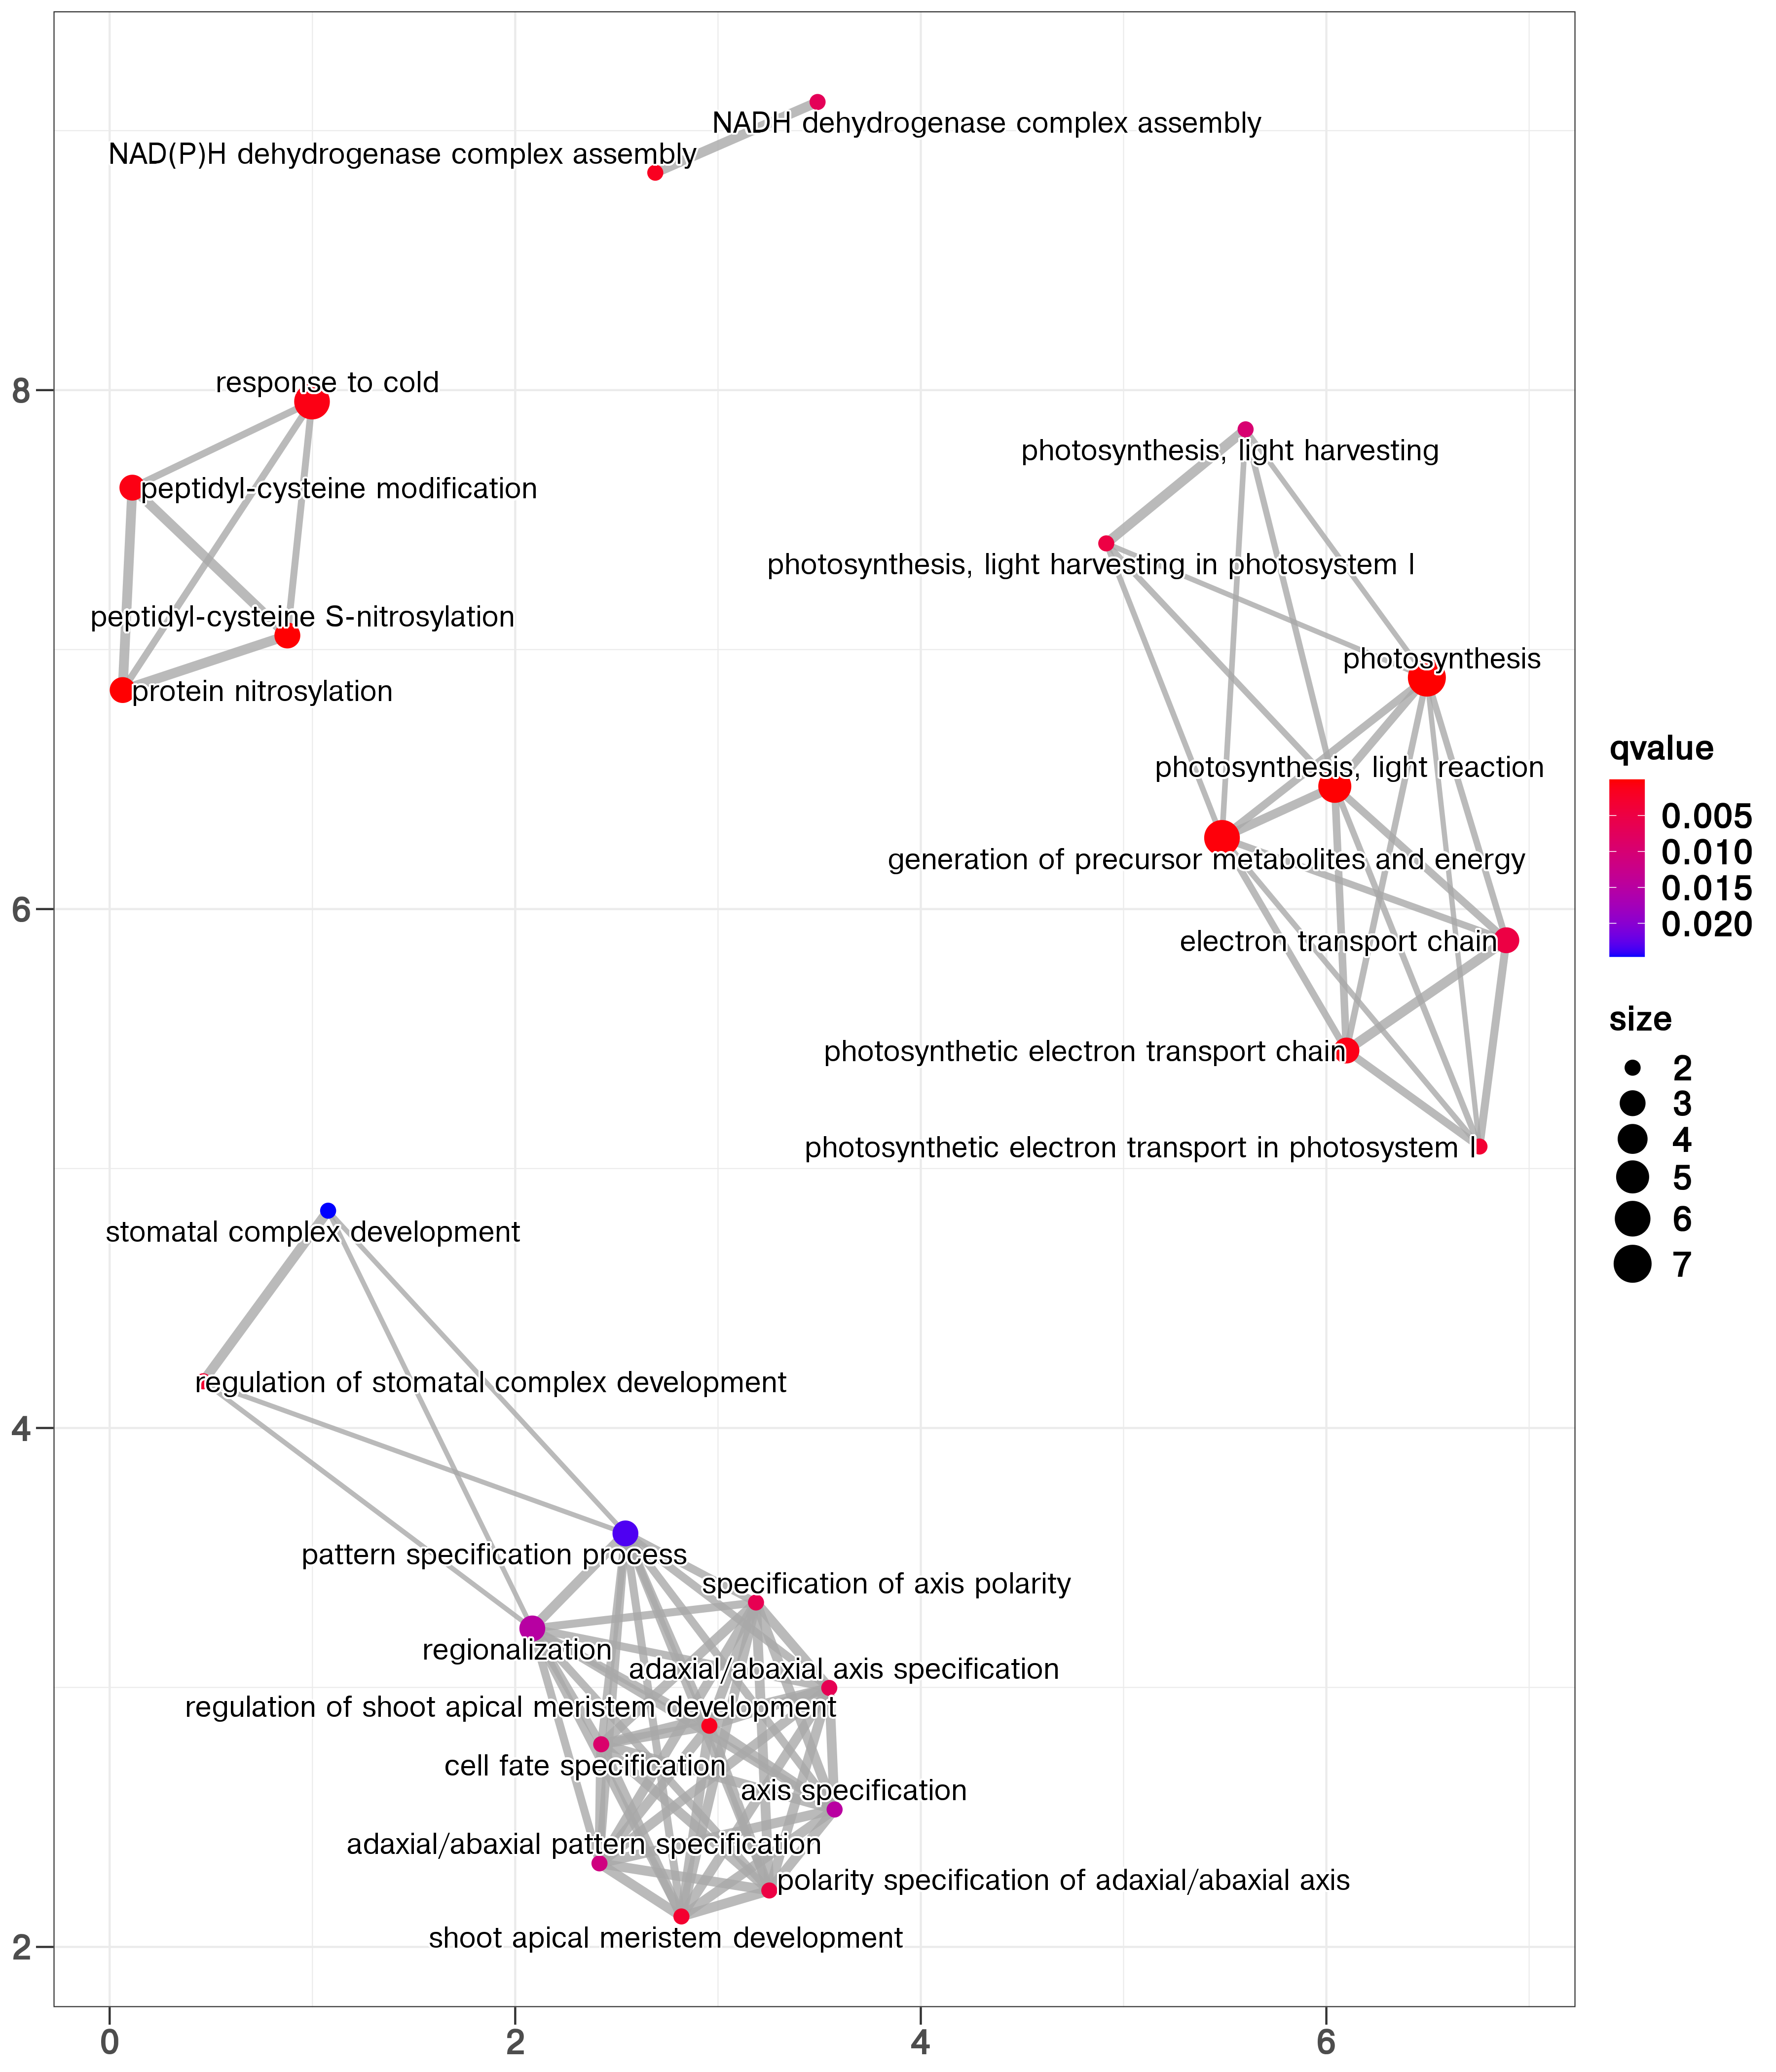 NADH dehydrogenase complex assembly
NAD(P)H dehydrogenase complex assembly
response to cold
peptidyl-cysteine modification
peptidyl-cysteine S-nitrosylation
protein nitrosylation
photosynthesis, light harvesting
photosynthesis, light harvesting in photosystem I
photosynthesis
photosynthesis, light reaction
generation of precursor metabolites and energy
electron transport chain
photosynthetic electron transport chain
photosynthetic electron transport in photosystem I
stomatal complex development
regulation of stomatal complex development
pattern specification process
specification of axis polarity
regionalization
adaxial/abaxial axis specification
regulation of shoot apical meristem development
cell fate specification
axis specification
adaxial/abaxial pattern specification
polarity specification of adaxial/abaxial axis
shoot apical meristem development
8
6
4
2
0
2
4
6
qvalue
0.005
0.010
0.015
0.020
size
2
3
4
5
6
7